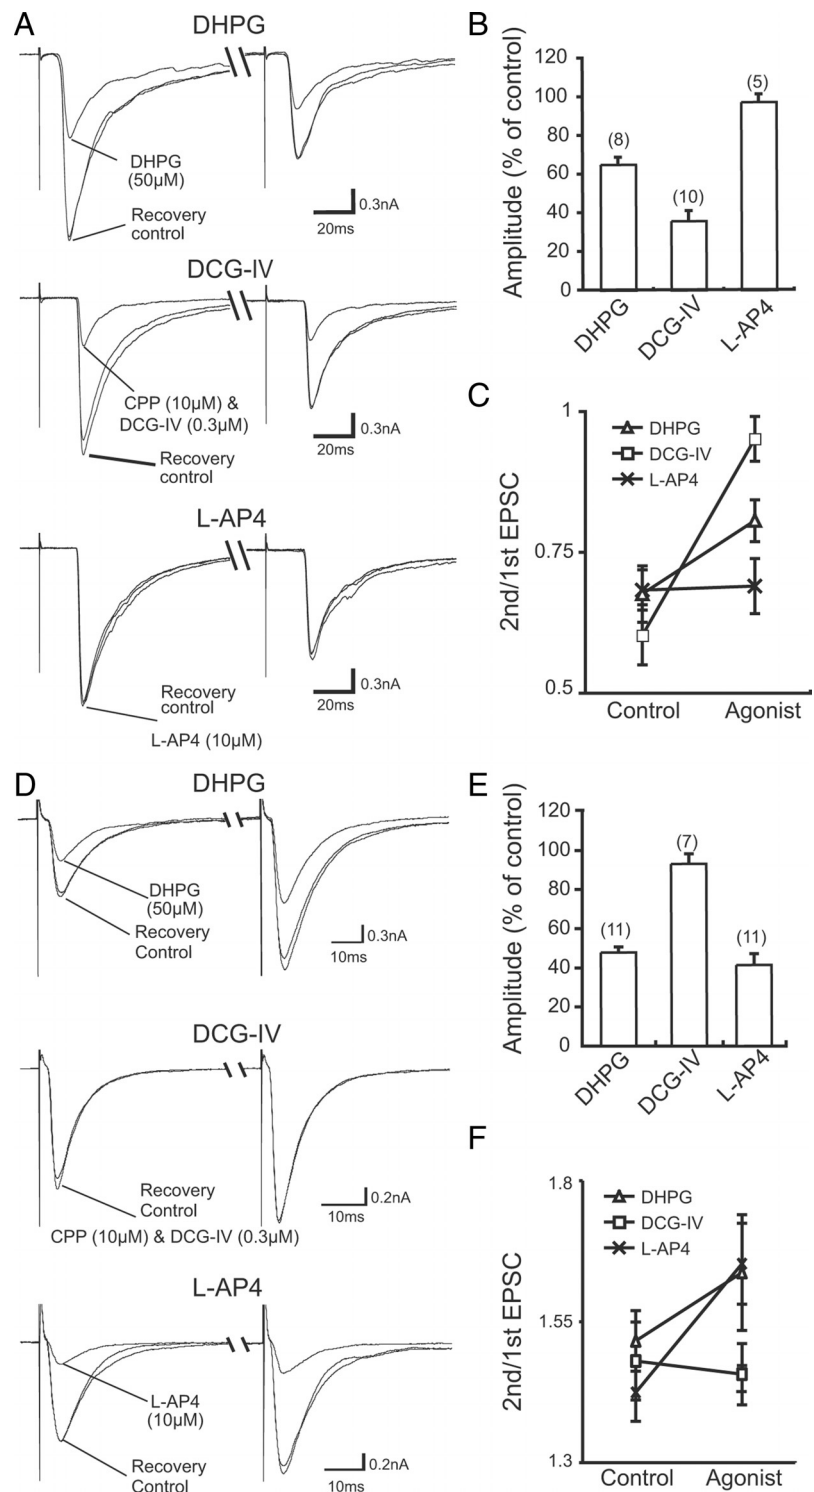 A
DHPG
DHPG
(50µM)
Recovery
control
0.3nA
20ms
DCG-IV
CPP (10µM) &
DCG-IV (0.3µM)
Recovery
control
0.3nA
20ms
L-AP4
Recovery
control
L-AP4 (10µM)
0.3nA
20ms
B
Amplitude (% of control)
120
100
80
60
40
20
0
(8)
(10)
(5)
DHPG
DCG-IV
L-AP4
C
2nd/1st EPSC
1
0.75
0.5
DHPG
DCG-IV
L-AP4
Control
Agonist
D
DHPG
DHPG
(50µM)
Recovery
Control
0.3nA
10ms
DCG-IV
Recovery
Control
CPP (10µM) & DCG-IV (0.3µM)
0.2nA
10ms
L-AP4
L-AP4
(10µM)
Recovery
Control
0.2nA
10ms
E
Amplitude (% of control)
120
100
80
60
40
20
0
(11)
(7)
(11)
DHPG
DCG-IV
L-AP4
F
2nd/1st EPSC
1.8
1.55
1.3
DHPG
DCG-IV
L-AP4
Control
Agonist